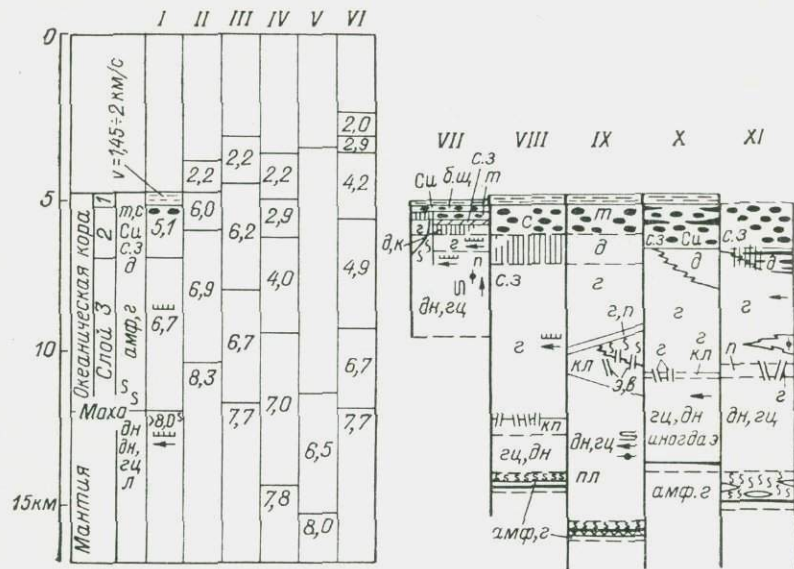 I II III IV V VI
0
v = 1,45÷2 км/с
2,0
2,9
2,2
2,2
2,2
4,2
5
Океаническая кора
1
2
Слой 3
т,с
Си
с.з
д
амф,г
s s
5,1
6,0
6,2
2,9
4,0
4,9
6,9
6,7
6,7
6,7
10
8,3
7,0
Моха
>8,0 s
7,7
7,7
6,5
Мантия
дн
дн,
гц
л
15км
7,8
8,0
VII VIII IX X XI
с.з
Си б.щ т
д,к
г
г
s
s
п
дн,гц
с
с.з
г
кп
гц,дн
амф,г
т
д
г
г,п
кл
э,в
дн,гц
пл
с.з Си
д
г
г г
кл
гц,дн
иногда э
амф.г
с.з
д
г
п
г
дн,гц